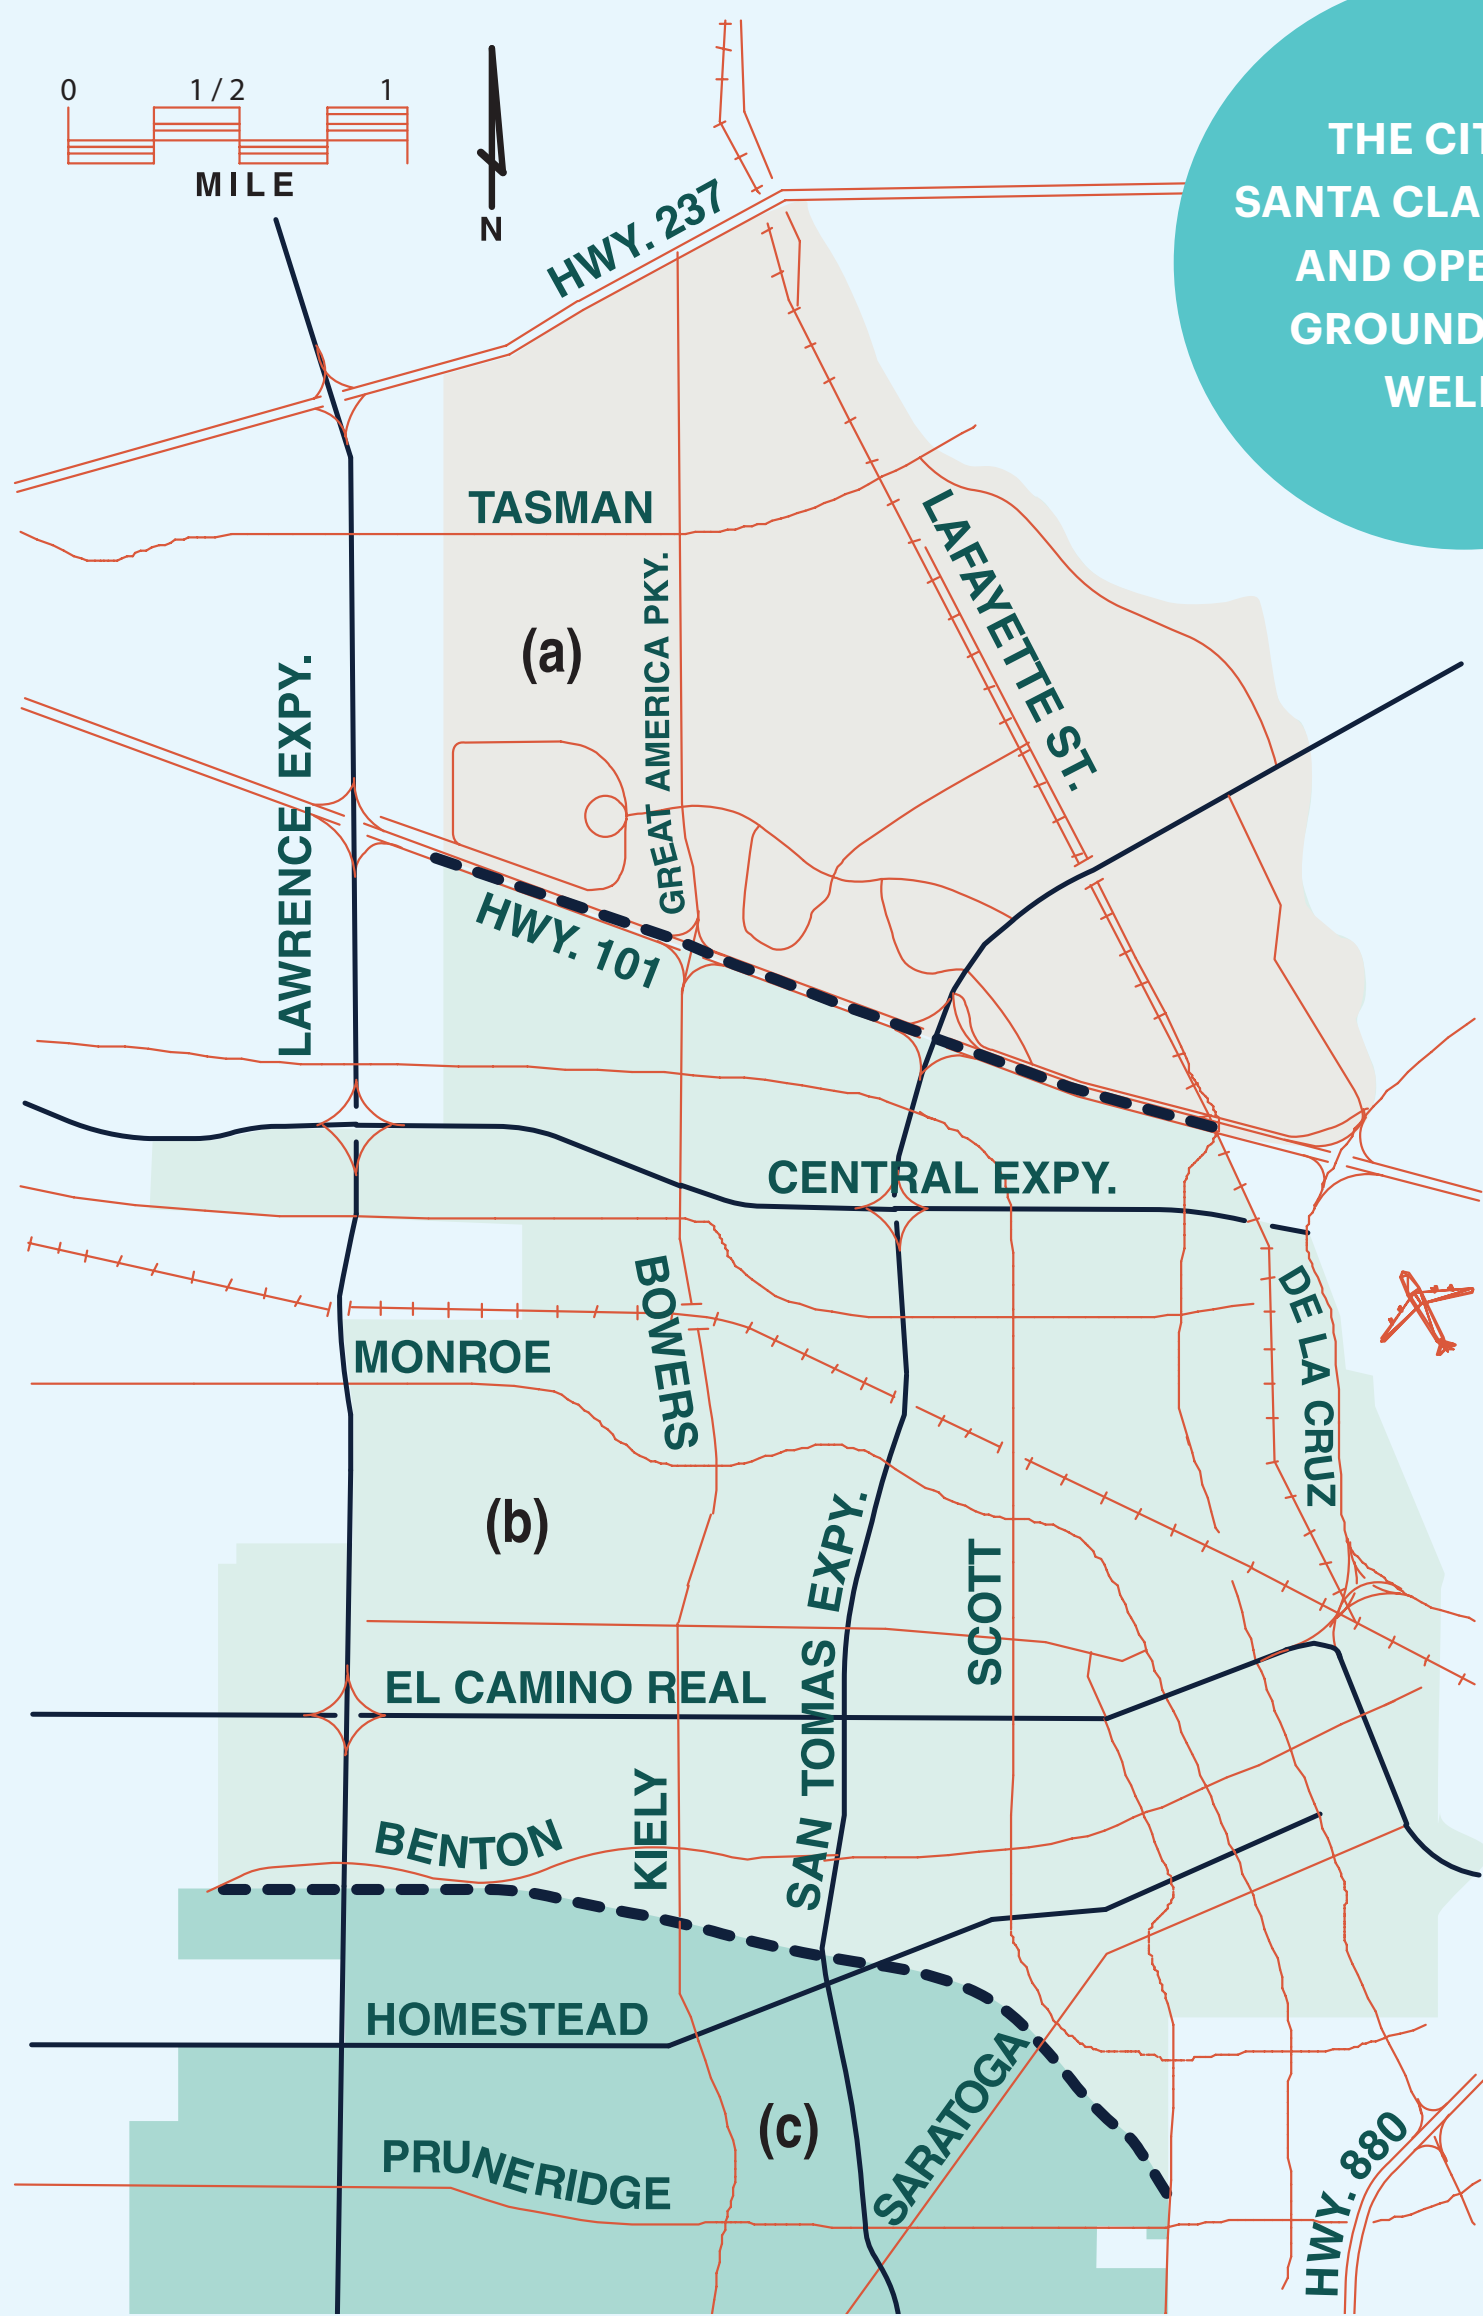 0 1/2 1
MILE
N
THE CIT
SANTA CLA
AND OPE
GROUND
WEL
HWY. 237
TASMAN
LAFAYETTE ST.
GREAT AMERICA PKY.
(a)
LAWRENCE EXPY.
HWY. 101
CENTRAL EXPY.
BOWERS
DE LA CRUZ
MONROE
(b)
SAN TOMAS EXPY.
SCOTT
EL CAMINO REAL
KIELY
BENTON
HOMESTEAD
SARATOGA
(c)
PRUNERIDGE
HWY. 880